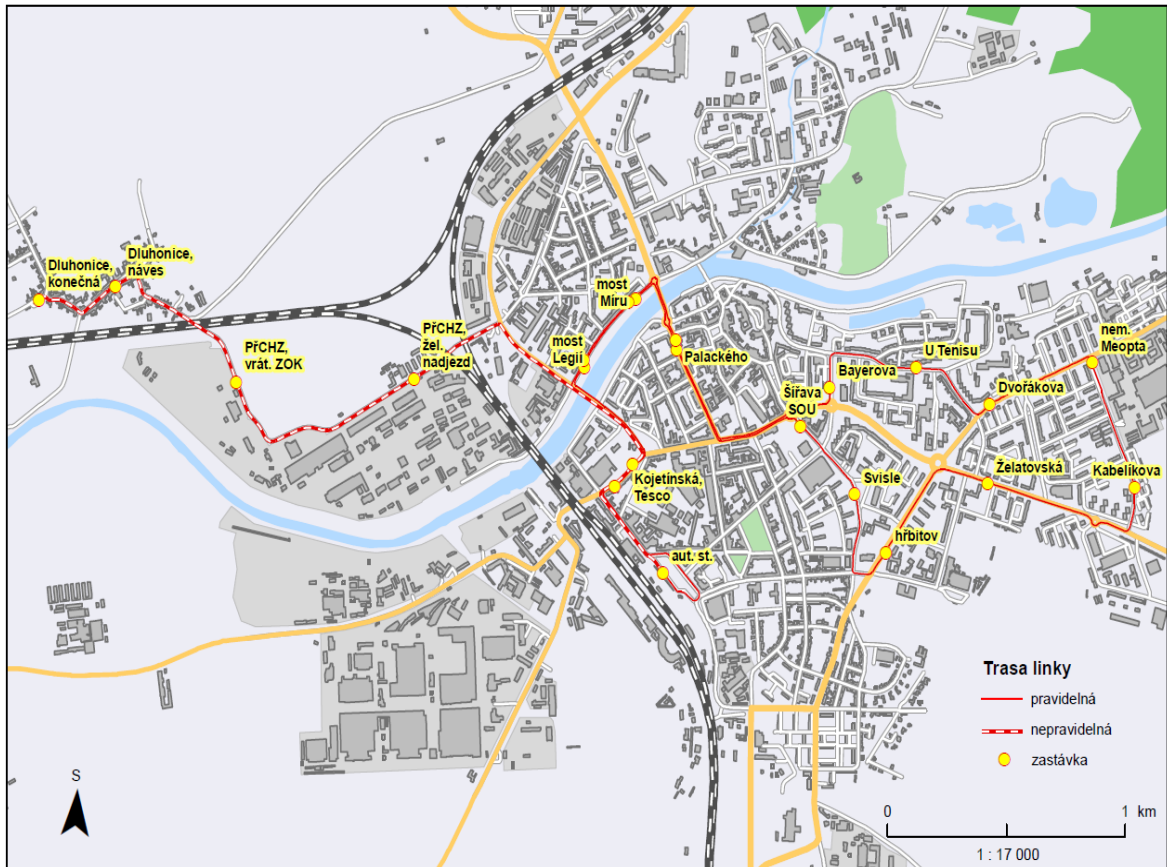 Dluhonice,
konečná
Dluhonice,
náves
PřCHZ,
vrát. ZOK
PřCHZ,
žel.
nádjezd
most
Míru
most
Legií
Palackého
Šířava
SOU
Bayerova
U Tenisu
Dvořákova
nem.
Meopta
Kabelíkova
Želatovská
Svisle
hřbitov
Kojetínská,
Tesco
aut. st.
Trasa linky
pravidelná
nepravidelná
zastávka
S
0 1 km
1 : 17 000